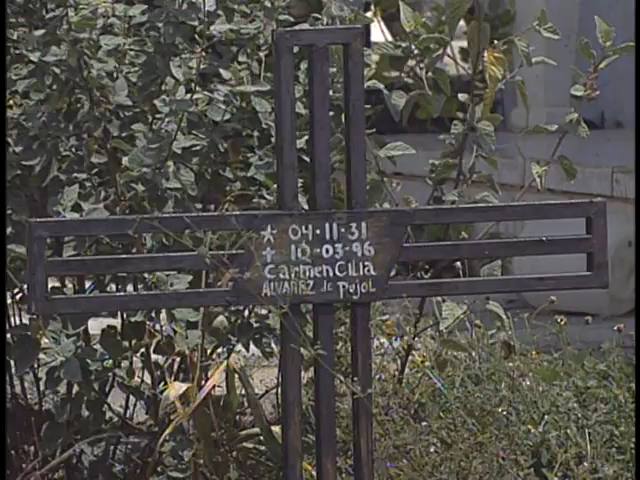 ★ 04-11-31
✝ 10-03-96
Carmen CiLia
ALVAREZ de Pujol